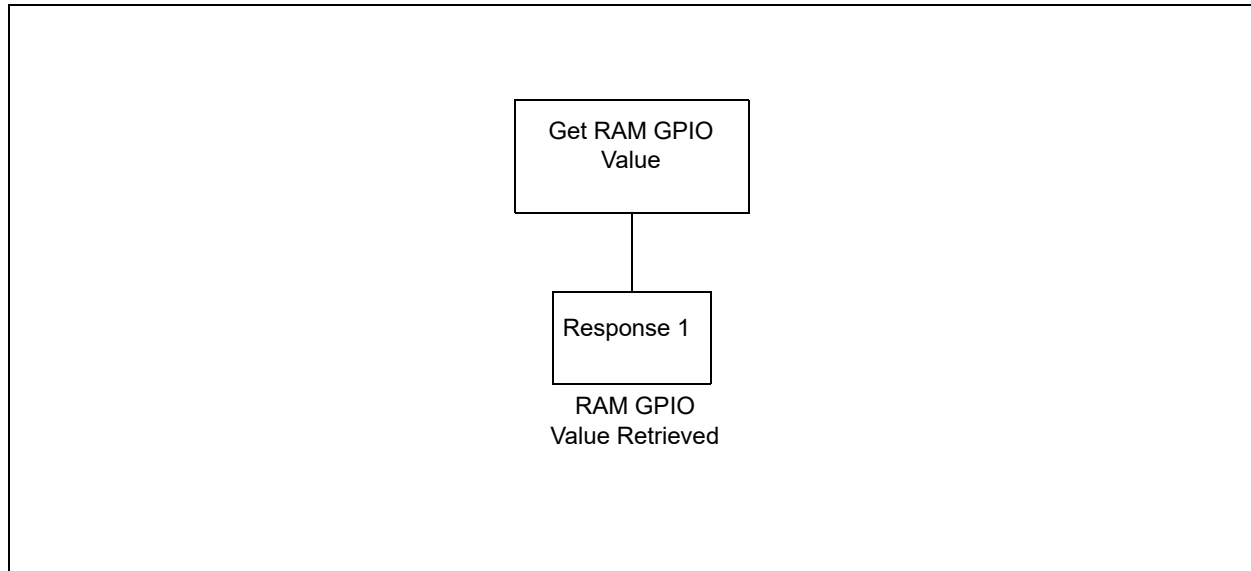 Get RAM GPIO
Value
Response 1
RAM GPIO
Value Retrieved